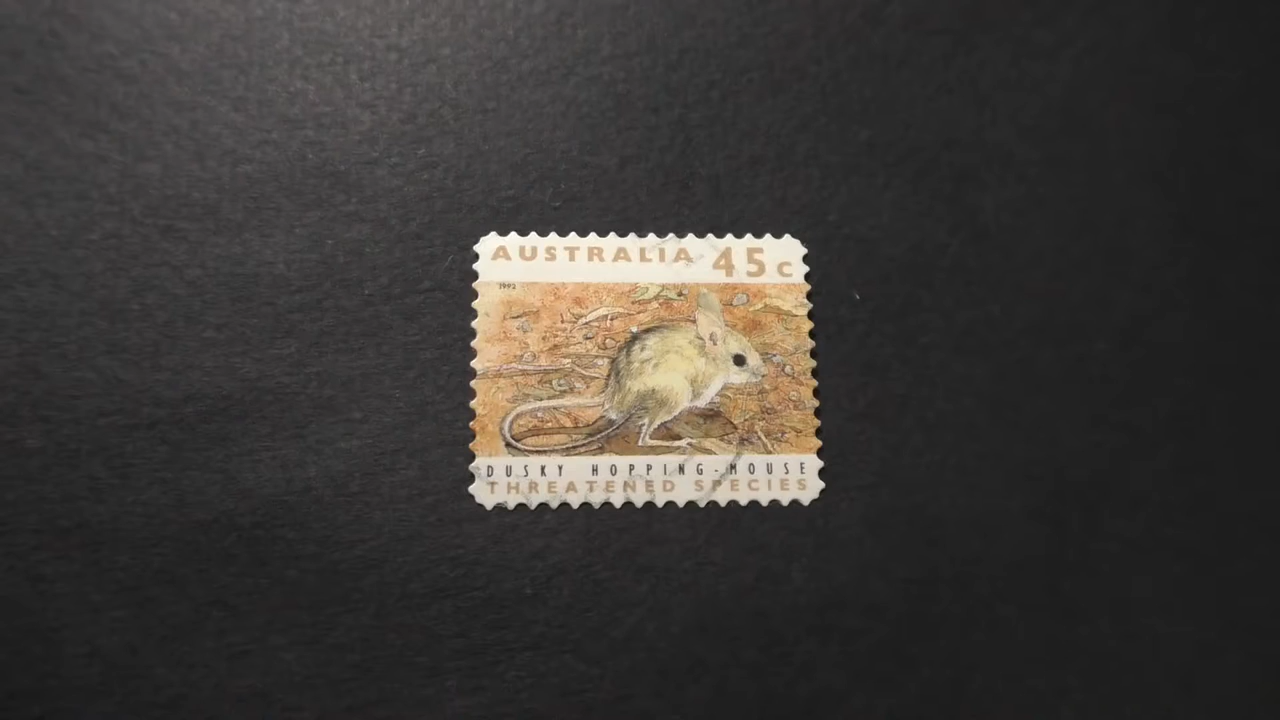 AUSTRALIA 45c
1992
DUSKY HOPPING-MOUSE
THREATENED SPECIES